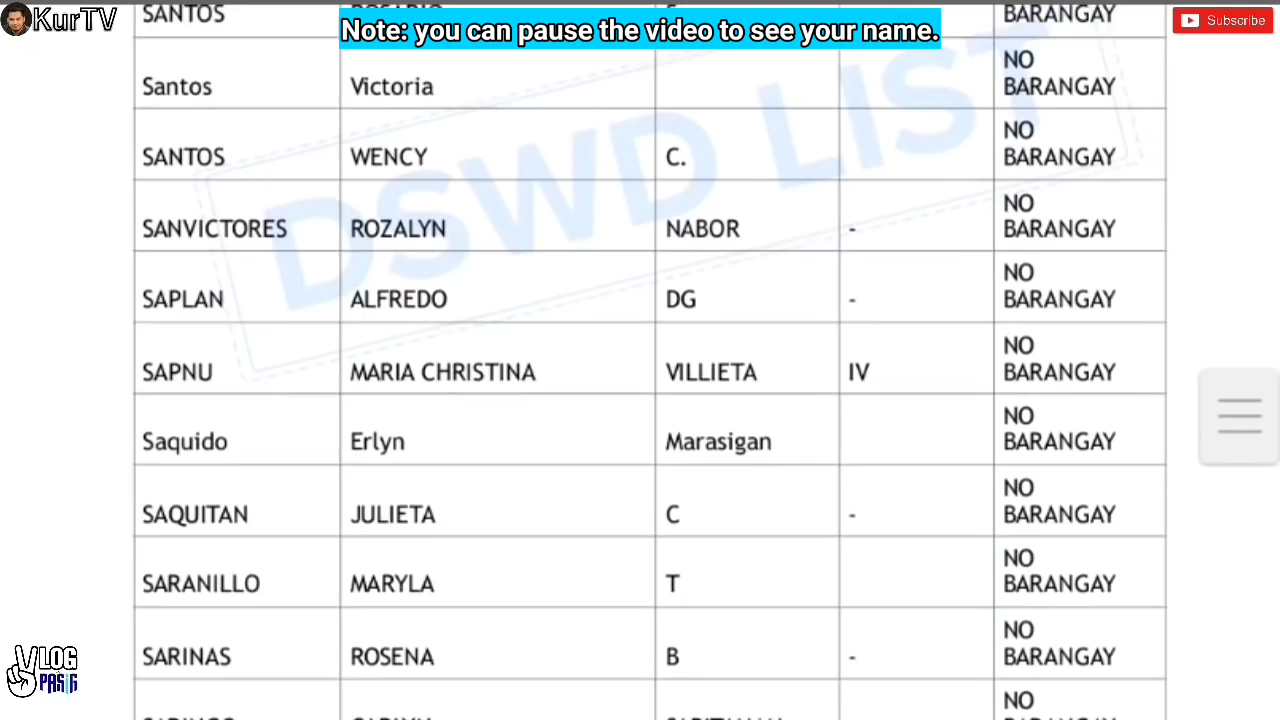 KurTV
Note: you can pause the video to see your name.
Subscribe
SANTOS BARANGAY
NO
Santos Victoria BARANGAY
NO
SANTOS WENCY C. BARANGAY
NO
SANVICTORES ROZALYN NABOR - BARANGAY
NO
SAPLAN ALFREDO DG - BARANGAY
NO
SAPNU MARIA CHRISTINA VILLIETA IV BARANGAY
NO
Saquido Erlyn Marasigan BARANGAY
NO
SAQUITAN JULIETA C - BARANGAY
NO
SARANILLO MARYLA T BARANGAY
NO
SARINAS ROSENA B - BARANGAY
NO
DSWD LIST
VLOG
PASIG